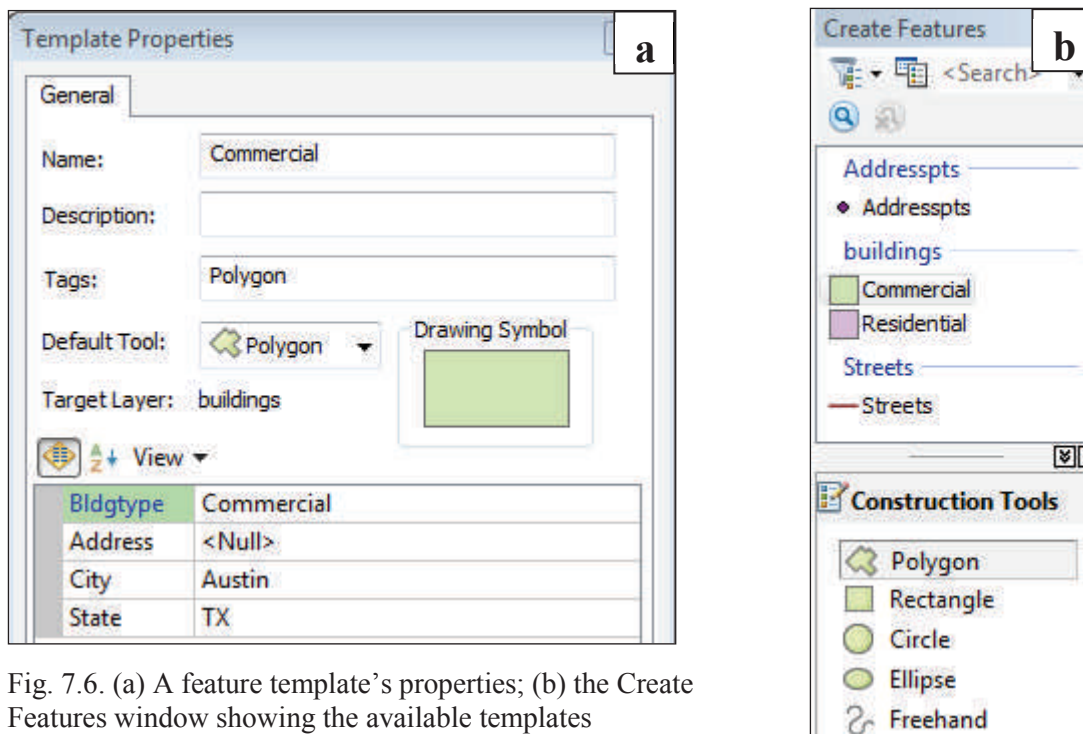 Template Properties
a
General
Name: Commercial
Description:
Tags: Polygon
Default Tool: Polygon
Drawing Symbol
Target Layer: buildings
A Z View
Bldgtype Commercial
Address <Null>
City Austin
State TX
Fig. 7.6. (a) A feature template’s properties; (b) the Create
Features window showing the available templates
Create Features
b
<Search>
Addresspts
Addresspts
buildings
Commercial
Residential
Streets
Streets
Construction Tools
Polygon
Rectangle
Circle
Ellipse
Freehand